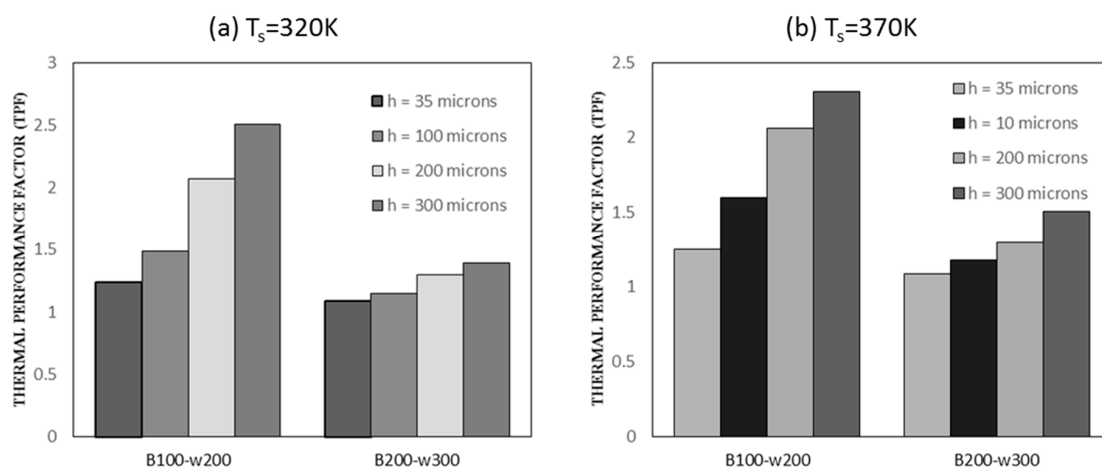 (a) Ts=320K
THERMAL PERFORMANCE FACTOR (TPF)
3
2.5
2
1.5
1
0.5
0
h = 35 microns
h = 100 microns
h = 200 microns
h = 300 microns
B100-w200
B200-w300
(b) Ts=370K
THERMAL PERFORMANCE FACTOR (TPF)
2.5
2
1.5
1
0.5
0
h = 35 microns
h = 10 microns
h = 200 microns
h = 300 microns
B100-w200
B200-w300